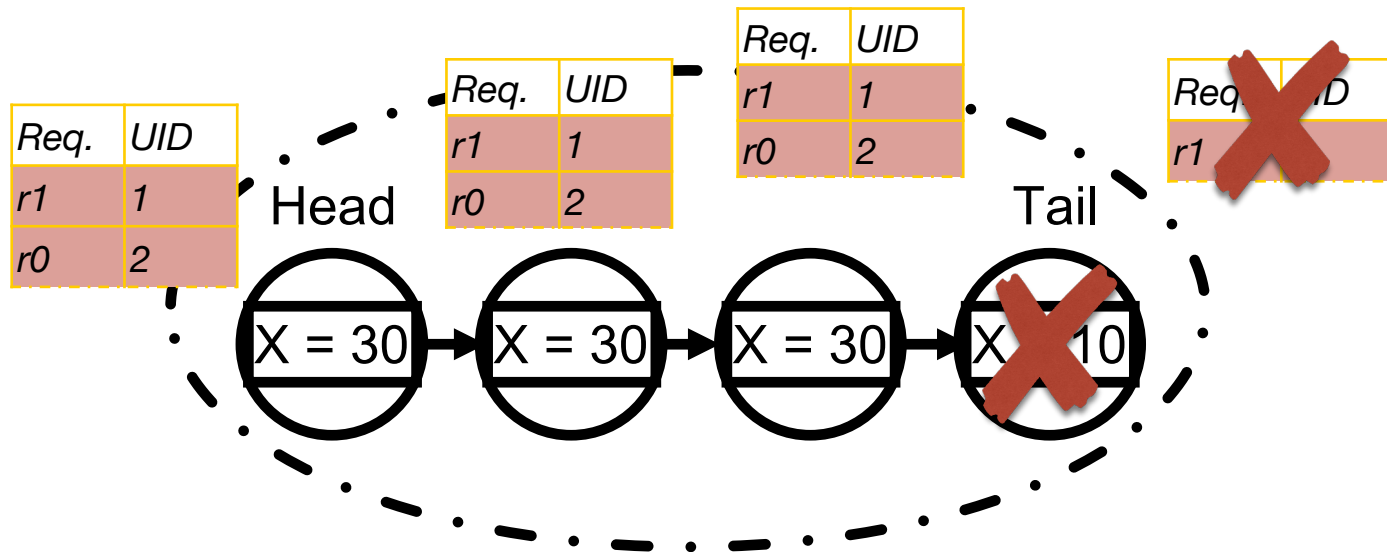 Req. UID
r1 1
r0 2
Req. UID
r1 1
r0 2
Req. UID
r1 1
r0 2
Req.
r1
Head
Tail
X = 30
X = 30
X = 30
X 10